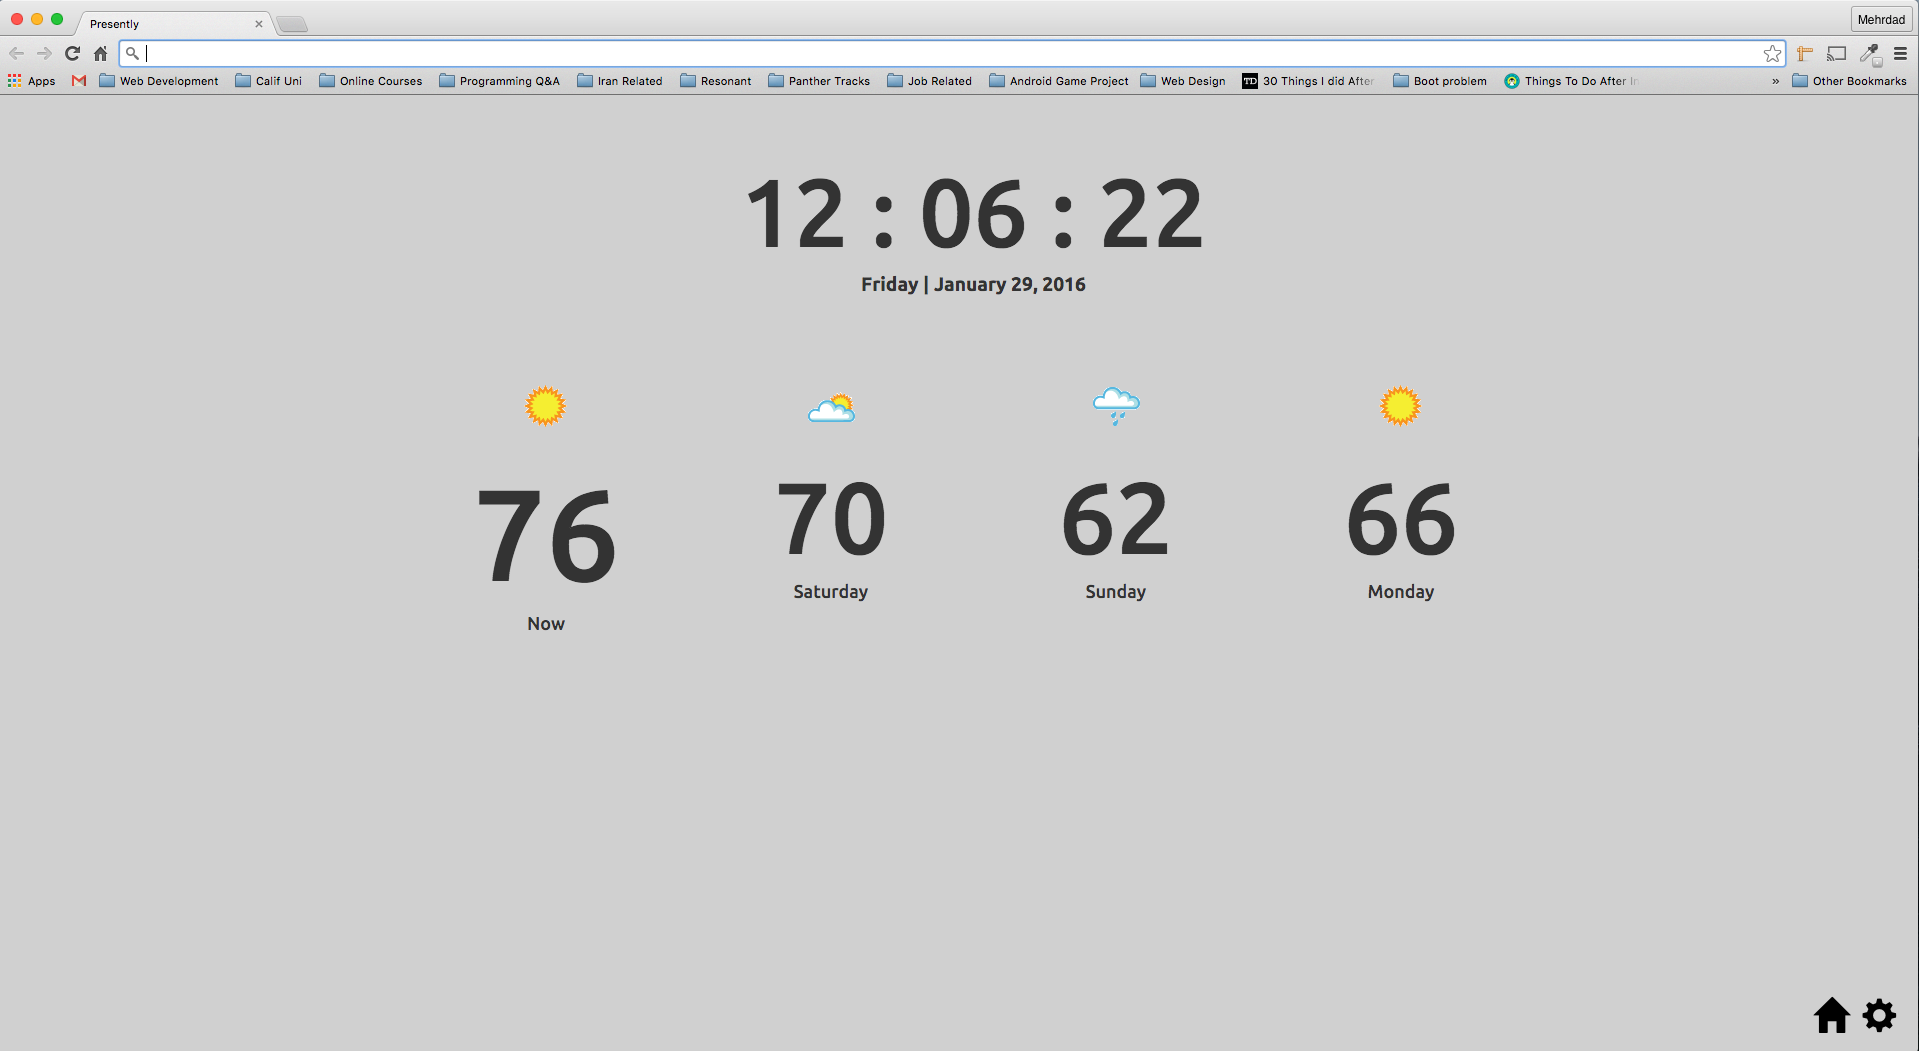 Presently
Mehrdad
Apps Web Development Calif Uni Online Courses Programming Q&A Iran Related Resonant Panther Tracks Job Related Android Game Project Web Design TD 30 Things I did After Boot problem Things To Do After In » Other Bookmarks
12 : 06 : 22
Friday | January 29, 2016
76 70 62 66
Saturday Sunday Monday
Now